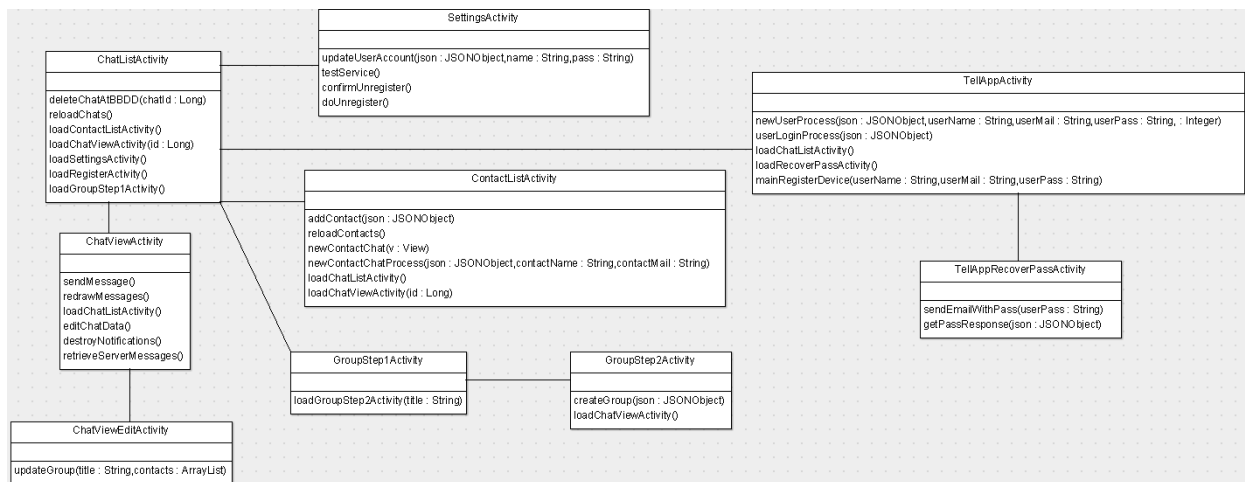 SettingsActivity
updateUserAccount(json : JSONObject,name : String,pass : String)
testService()
confirmUnregister()
doUnregister()
ChatListActivity
deleteChatAtBBDD(chatId : Long)
reloadChats()
loadContactListActivity()
loadChatViewActivity(id : Long)
loadSettingsActivity()
loadRegisterActivity()
loadGroupStep1Activity()
TellAppActivity
newUserProcess(json : JSONObject,userName : String,userMail : String,userPass : String, : Integer)
userLoginProcess(json : JSONObject)
loadChatListActivity()
loadRecoverPassActivity()
mainRegisterDevice(userName : String,userMail : String,userPass : String)
ContactListActivity
addContact(json : JSONObject)
reloadContacts()
newContactChat(v : View)
newContactChatProcess(json : JSONObject,contactName : String,contactMail : String)
loadChatListActivity()
loadChatViewActivity(id : Long)
ChatViewActivity
sendMessage()
redrawMessages()
loadChatListActivity()
editChatData()
destroyNotifications()
retrieveServerMessages()
TellAppRecoverPassActivity
sendEmailWithPass(userPass : String)
getPassResponse(json : JSONObject)
GroupStep1Activity
loadGroupStep2Activity(title : String)
GroupStep2Activity
createGroup(json : JSONObject)
loadChatViewActivity()
ChatViewEditActivity
updateGroup(title : String,contacts : ArrayList)